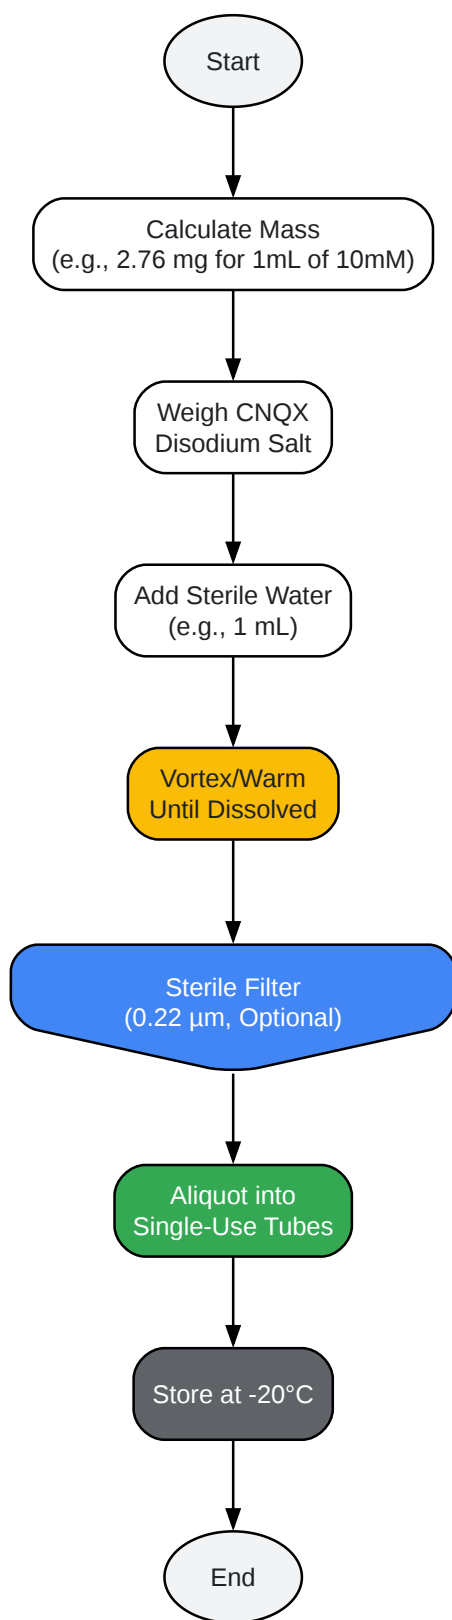 Start
Calculate Mass
(e.g., 2.76 mg for 1mL of 10mM)
Weigh CNQX
Disodium Salt
Add Sterile Water
(e.g., 1 mL)
Vortex/Warm
Until Dissolved
Sterile Filter
(0.22 µm, Optional)
Aliquot into
Single-Use Tubes
Store at -20°C
End